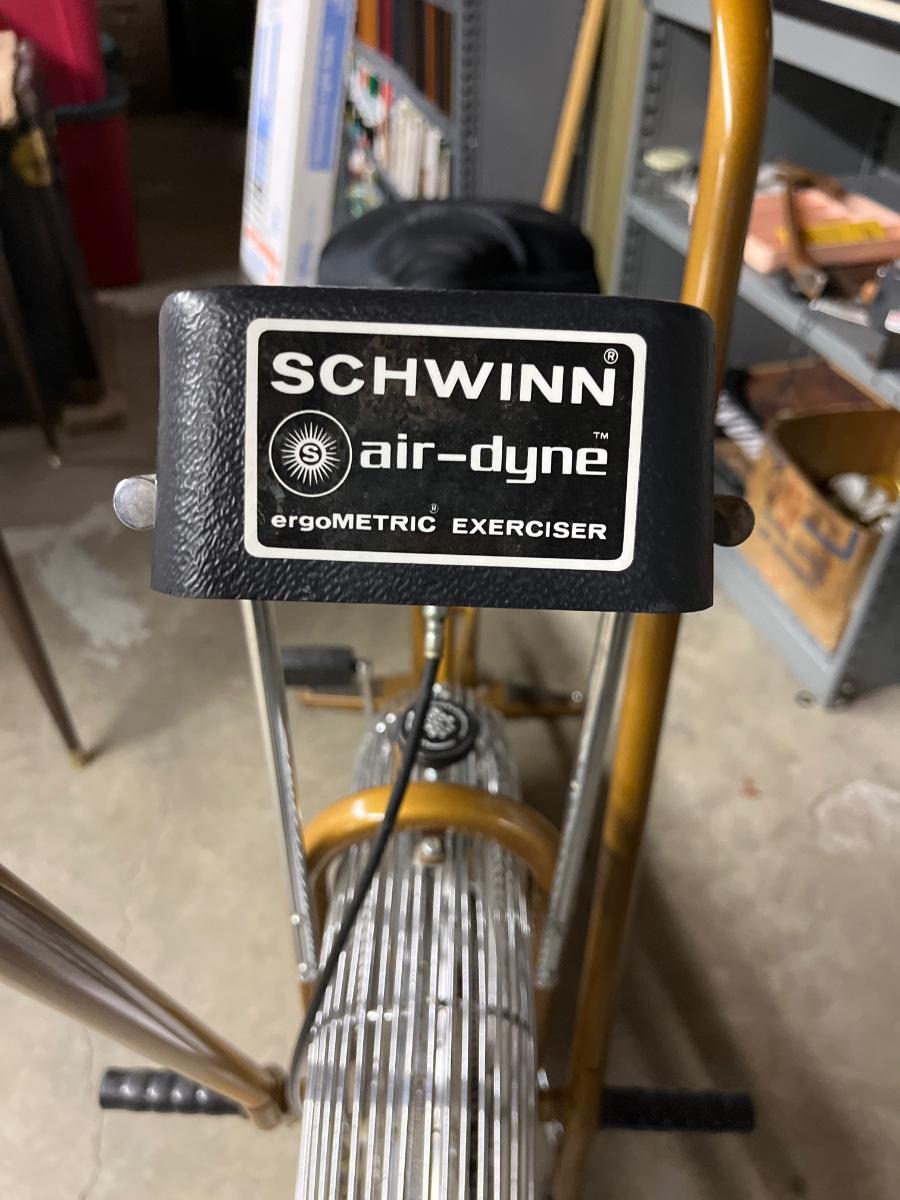 SCHWINN®
S air-dyne™
ergoMETRIC® EXERCISER